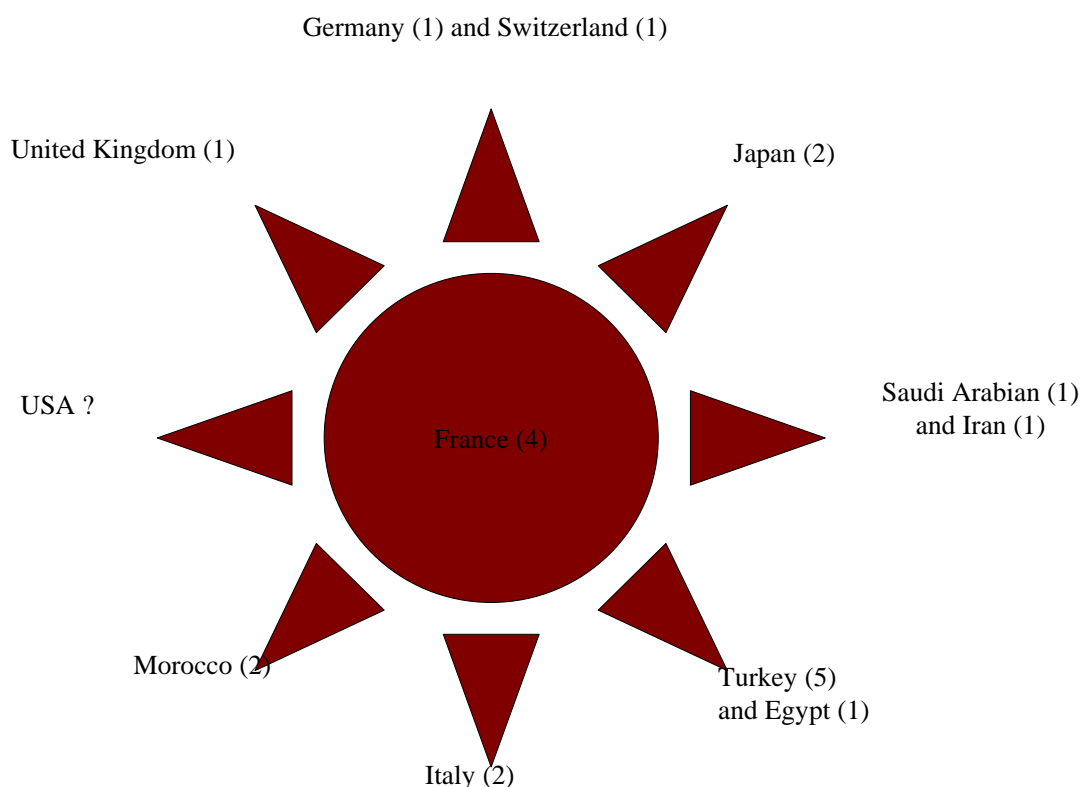 Germany (1) and Switzerland (1)
United Kingdom (1)
Japan (2)
USA ?
Saudi Arabian (1)
and Iran (1)
France (4)
Morocco (2)
Turkey (5)
and Egypt (1)
Italy (2)